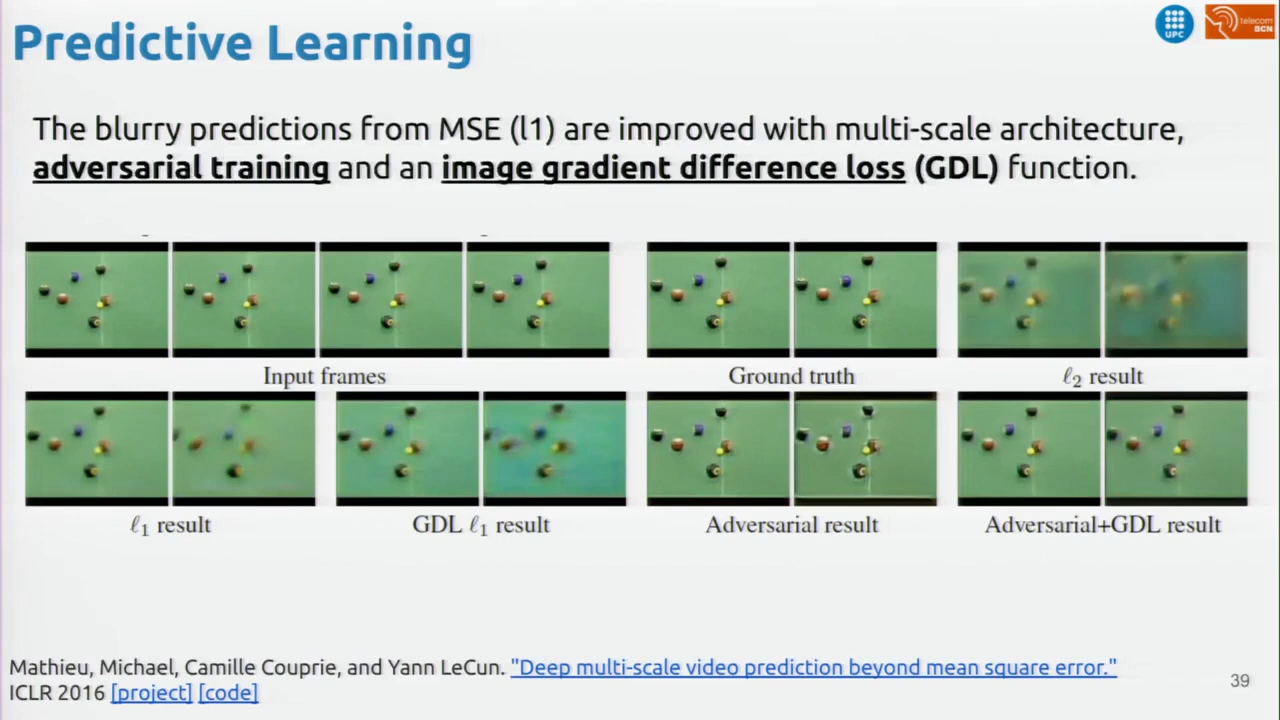 Predictive Learning
UPC
telecom
BCN
The blurry predictions from MSE (l1) are improved with multi-scale architecture,
adversarial training and an image gradient difference loss (GDL) function.
Input frames
Ground truth
ℓ2 result
ℓ1 result
GDL ℓ1 result
Adversarial result
Adversarial+GDL result
Mathieu, Michael, Camille Couprie, and Yann LeCun. "Deep multi-scale video prediction beyond mean square error."
ICLR 2016 [project] [code]
39